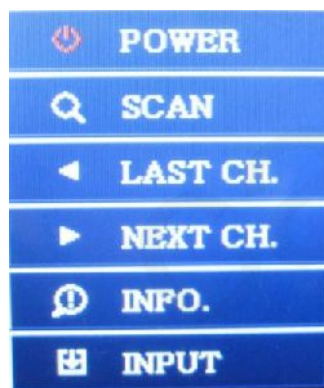 POWER
SCAN
LAST CH.
NEXT CH.
INFO.
INPUT